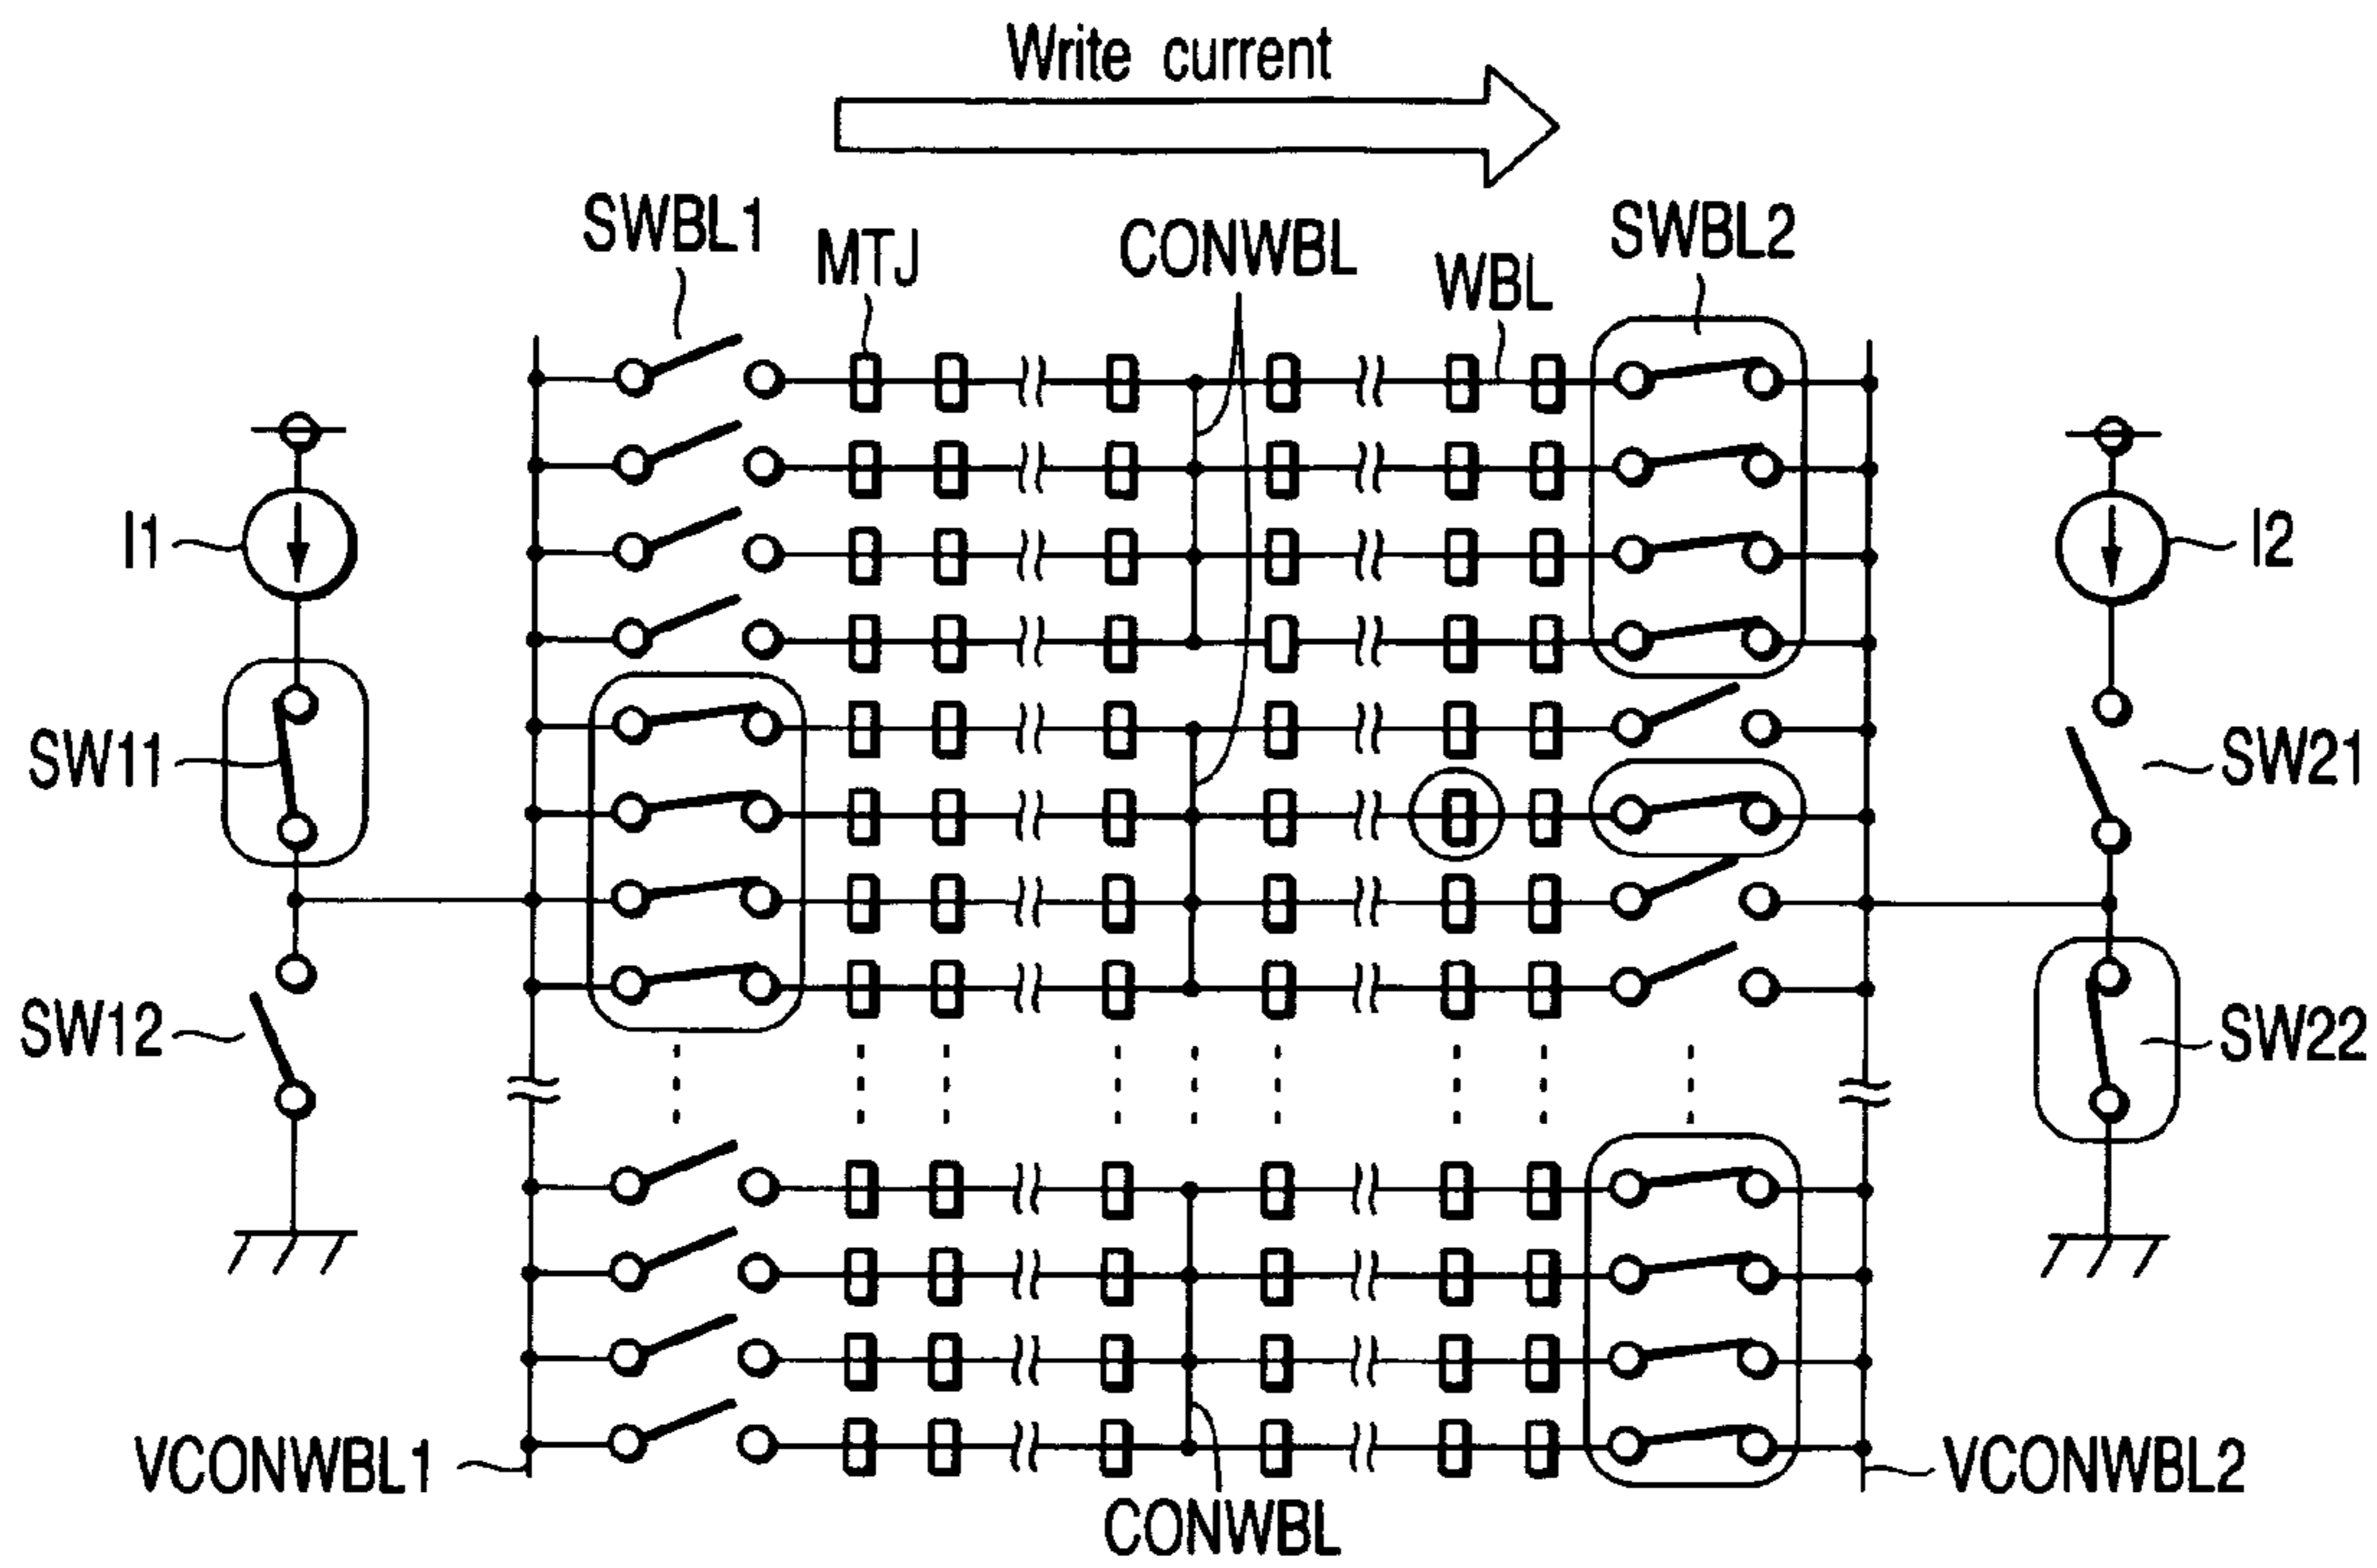 Write current
SWBL1
MTJ
CONWBL
WBL
SWBL2
I1
I2
SW11
SW21
SW12
SW22
VCONWBL1
CONWBL
VCONWBL2